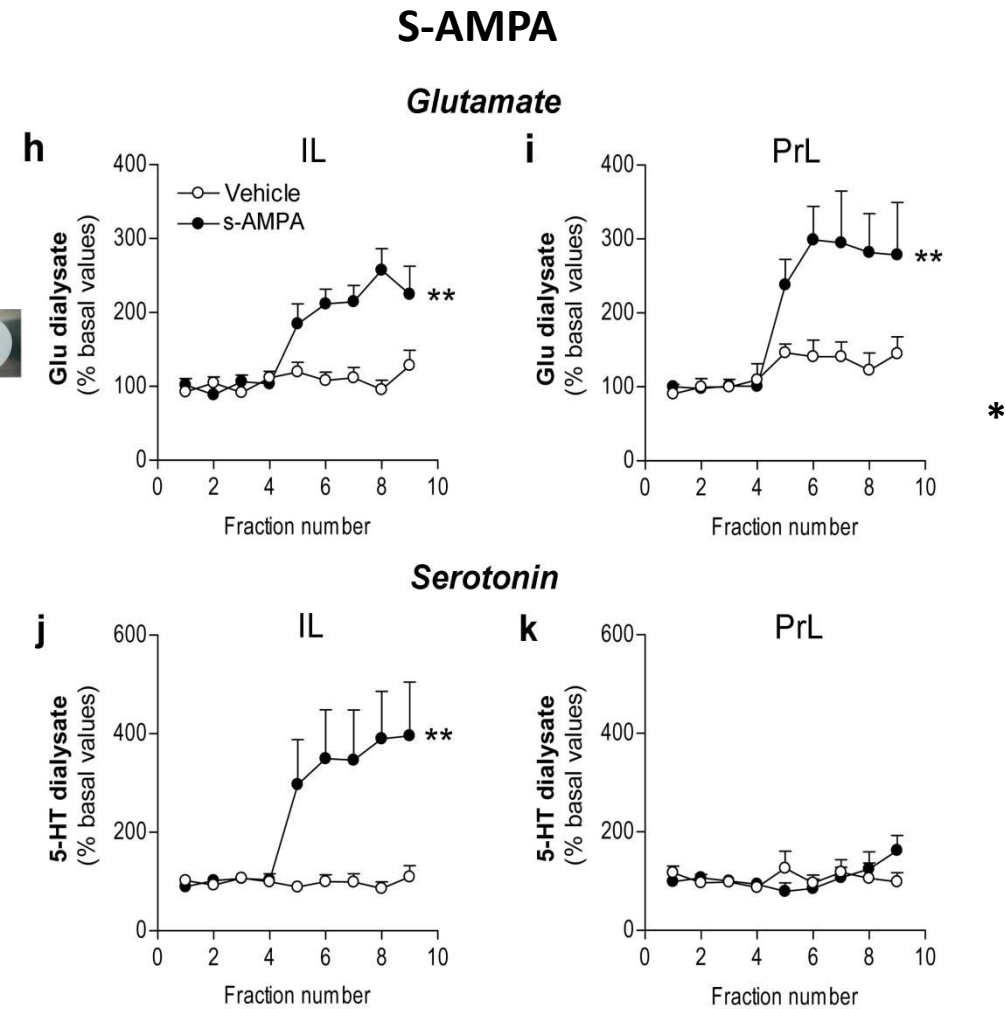 S-AMPA
Glutamate
h
IL
i
PrL
400
300
200
100
0
Vehicle
s-AMPA
**
Glu dialysate
(% basal values)
0 2 4 6 8 10
Fraction number
400
300
200
100
0
**
Glu dialysate
(% basal values)
0 2 4 6 8 10
Fraction number
*
Serotonin
j
IL
k
PrL
600
400
200
0
**
5-HT dialysate
(% basal values)
0 2 4 6 8 10
Fraction number
600
400
200
0
5-HT dialysate
(% basal values)
0 2 4 6 8 10
Fraction number